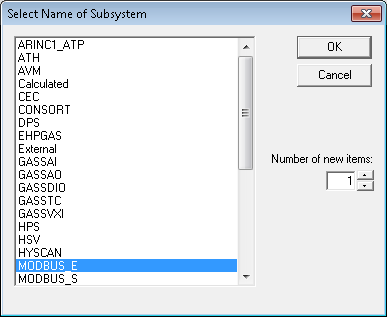 Select Name of Subsystem
ARINC1_ATP
ATH
AVM
Calculated
CEC
CONSORT
DPS
EHPGAS
External
GASSAI
GASSAO
GASSDIO
GASSTC
GASSVXI
HPS
HSV
HYSCAN
MODBUS_E
MODBUS_S
OK
Cancel
Number of new items:
1